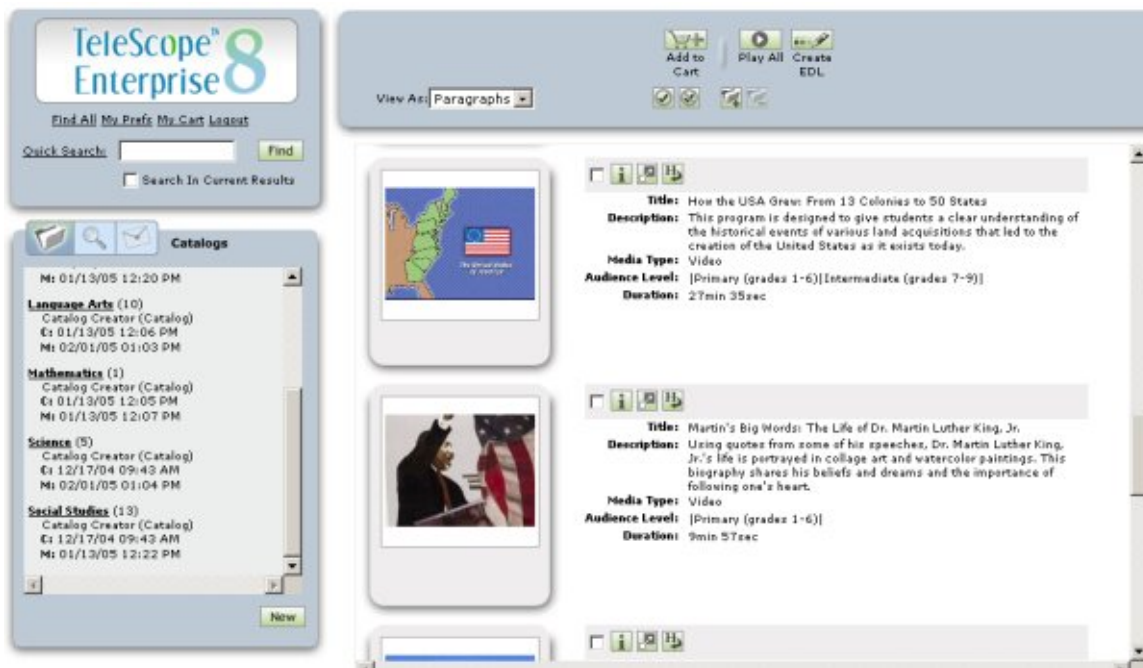 TeleScope™
Enterprise 8
Find All My Prefs My Cart Logout
Quick Search:
Find
Search In Current Results
Catalogs
M: 01/13/05 12:20 PM
Language Arts (10)
Catalog Creator (Catalog)
C: 01/13/05 12:06 PM
M: 02/01/05 01:03 PM
Mathematics (1)
Catalog Creator (Catalog)
C: 01/13/05 12:05 PM
M: 01/13/05 12:07 PM
Science (5)
Catalog Creator (Catalog)
C: 12/17/04 09:43 AM
M: 02/01/05 01:04 PM
Social Studies (13)
Catalog Creator (Catalog)
C: 12/17/04 09:43 AM
M: 01/13/05 12:22 PM
New
View As: Paragraphs
Add to
Cart
Play All
Create
EDL
Title: How the USA Grew: From 13 Colonies to 50 States
Description: This program is designed to give students a clear understanding of
the historical events of various land acquisitions that led to the
creation of the United States as it exists today.
Media Type: Video
Audience Level: |Primary (grades 1-6)|Intermediate (grades 7-9)|
Duration: 27min 35sec
Title: Martin's Big Words: The Life of Dr. Martin Luther King, Jr.
Description: Using quotes from some of his speeches, Dr. Martin Luther King,
Jr.'s life is portrayed in collage art and watercolor paintings. This
biography shares his beliefs and dreams and the importance of
following one's heart.
Media Type: Video
Audience Level: |Primary (grades 1-6)|
Duration: 9min 57sec